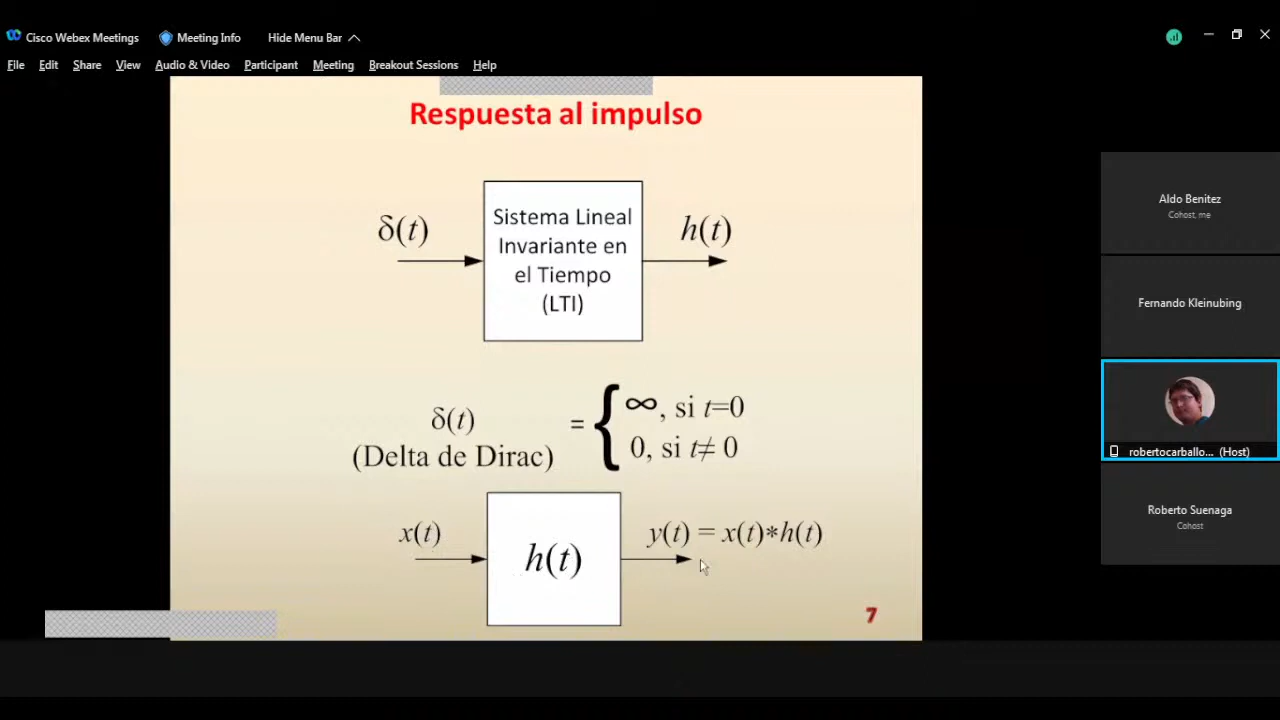 Cisco Webex Meetings Meeting Info Hide Menu Bar
File Edit Share View Audio & Video Participant Meeting Breakout Sessions Help
Respuesta al impulso
δ(t)
Sistema Lineal
Invariante en
el Tiempo
(LTI)
h(t)
δ(t)
(Delta de Dirac)
= { ∞, si t=0
0, si t≠ 0
x(t)
h(t)
y(t) = x(t)*h(t)
7
Aldo Benitez
Cohost, me
Fernando Kleinubing
robertocarballo... (Host)
Roberto Suenaga
Cohost